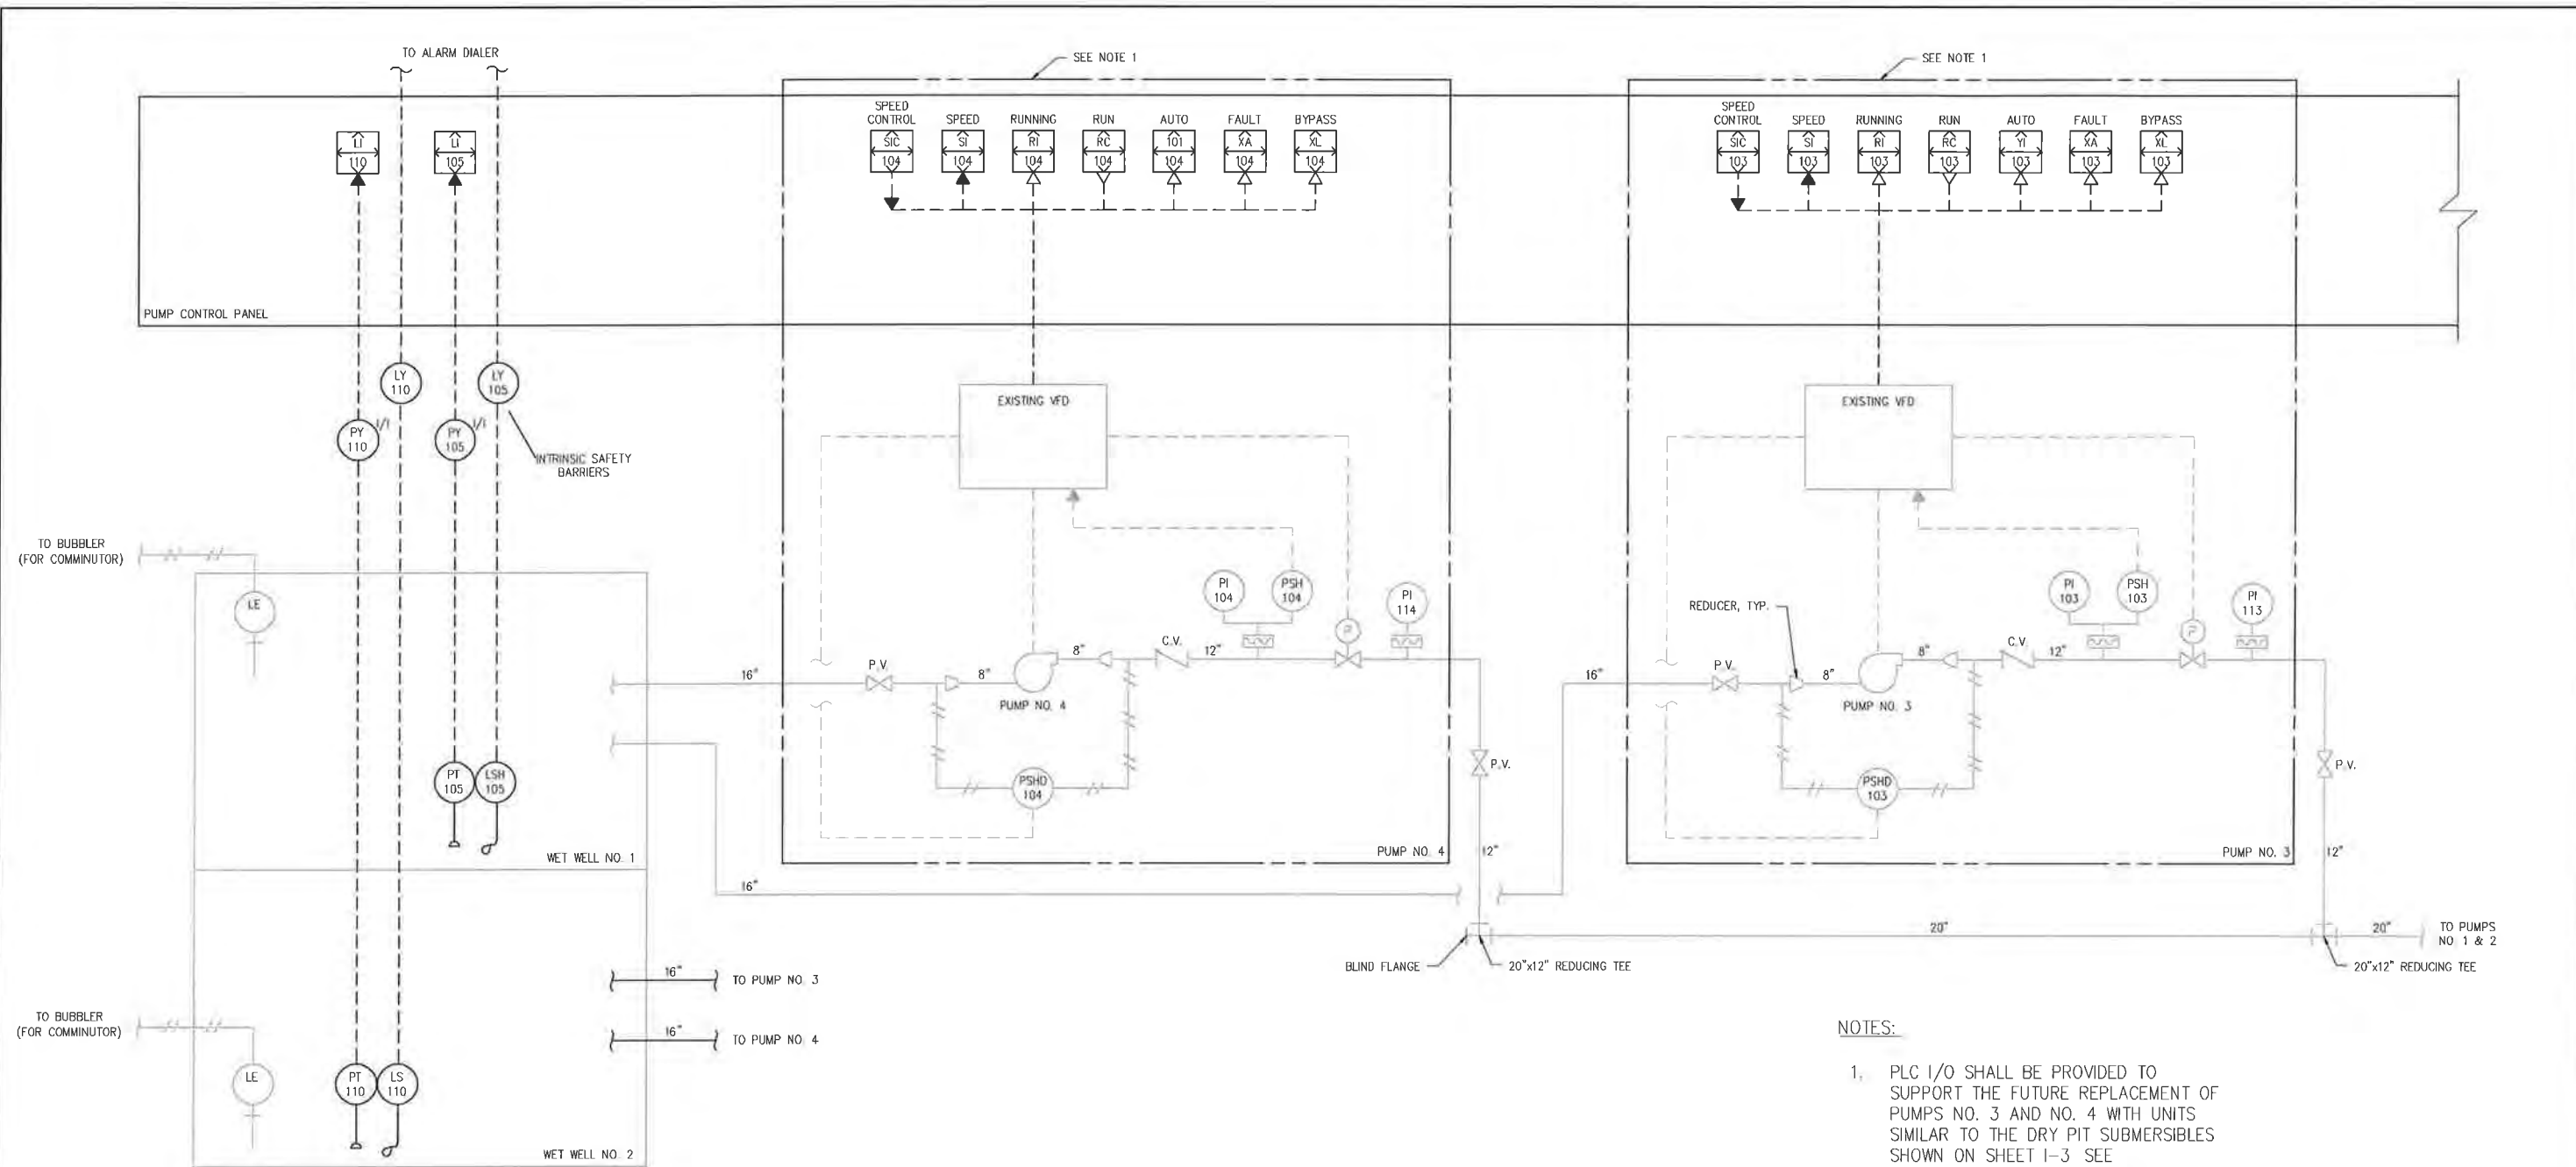 TO ALARM DIALER
SEE NOTE 1
SEE NOTE 1
SPEED
CONTROL
SPEED
RUNNING
RUN
AUTO
FAULT
BYPASS
SIC
104
SI
104
RI
104
RC
104
101
104
XA
104
XL
104
SPEED
CONTROL
SPEED
RUNNING
RUN
AUTO
FAULT
BYPASS
SIC
103
SI
103
RI
103
RC
103
YI
103
XA
103
XL
103
LI
110
LI
105
PUMP CONTROL PANEL
LY
110
LY
105
PY
110
I/I
PY
105
I/I
INTRINSIC SAFETY
BARRIERS
EXISTING VFD
EXISTING VFD
TO BUBBLER
(FOR COMMINUTOR)
LE
PT
105
LSH
105
WET WELL NO. 1
16"
P.V.
8"
PUMP NO. 4
8"
C.V.
12"
PI
104
PSH
104
P
PI
114
PSHD
104
P.V.
PUMP NO. 4
12"
16"
16"
REDUCER, TYP.
P.V.
8"
PUMP NO. 3
8"
C.V.
12"
PI
103
PSH
103
P
PI
113
PSHD
103
P.V.
PUMP NO. 3
12"
20"
20"
TO PUMPS
NO 1 & 2
BLIND FLANGE
20"x12" REDUCING TEE
20"x12" REDUCING TEE
16"
TO PUMP NO. 3
16"
TO PUMP NO. 4
TO BUBBLER
(FOR COMMINUTOR)
LE
PT
110
LS
110
WET WELL NO. 2
NOTES:
1. PLC I/O SHALL BE PROVIDED TO
SUPPORT THE FUTURE REPLACEMENT OF
PUMPS NO. 3 AND NO. 4 WITH UNITS
SIMILAR TO THE DRY PIT SUBMERSIBLES
SHOWN ON SHEET I-3 SEE